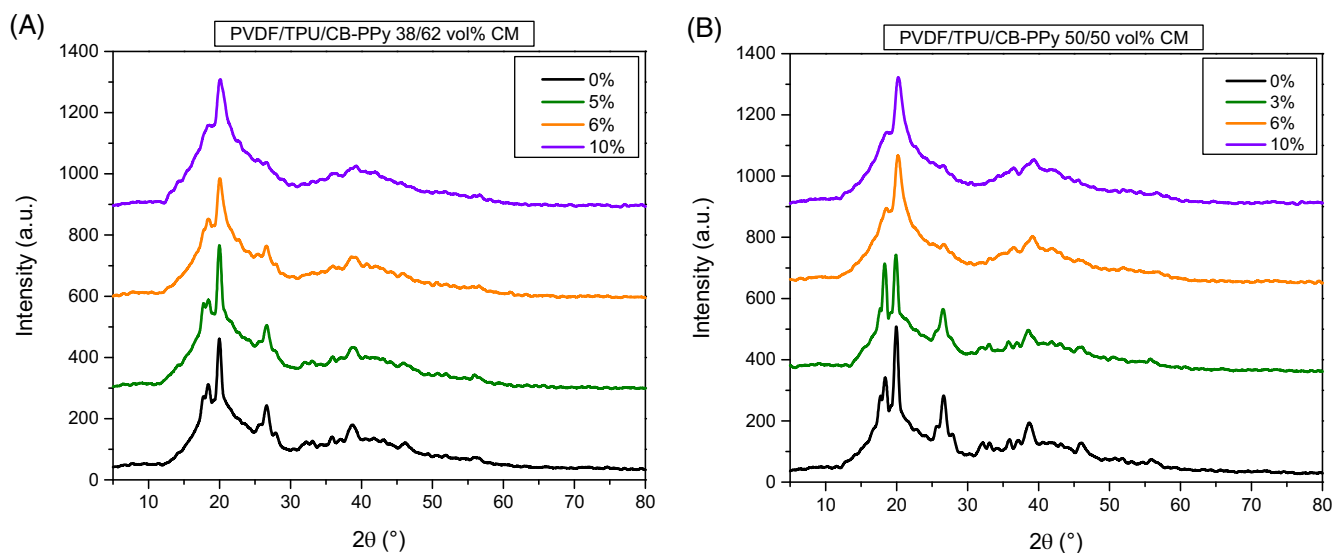 (A)
PVDF/TPU/CB-PPy 38/62 vol% CM
1400
1200
1000
800
600
400
200
0
Intensity (a.u.)
0%
5%
6%
10%
10 20 30 40 50 60 70 80
2θ (°)
(B)
PVDF/TPU/CB-PPy 50/50 vol% CM
1400
1200
1000
800
600
400
200
0
Intensity (a.u.)
0%
3%
6%
10%
10 20 30 40 50 60 70 80
2θ (°)